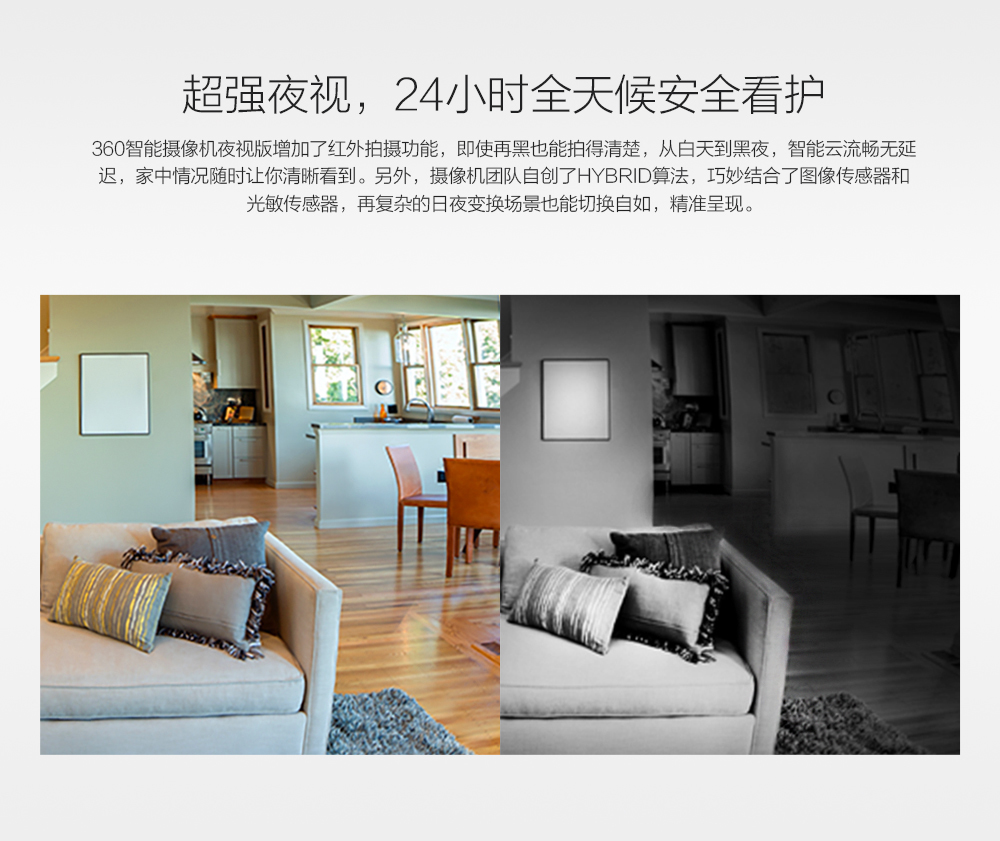 超强夜视，24小时全天候安全看护
360智能摄像机夜视版增加了红外拍摄功能，即使再黑也能拍得清楚，从白天到黑夜，智能云流畅无延
迟，家中情况随时让你清晰看到。另外，摄像机团队自创了HYBRID算法，巧妙结合了图像传感器和
光敏传感器，再复杂的日夜变换场景也能切换自如，精准呈现。